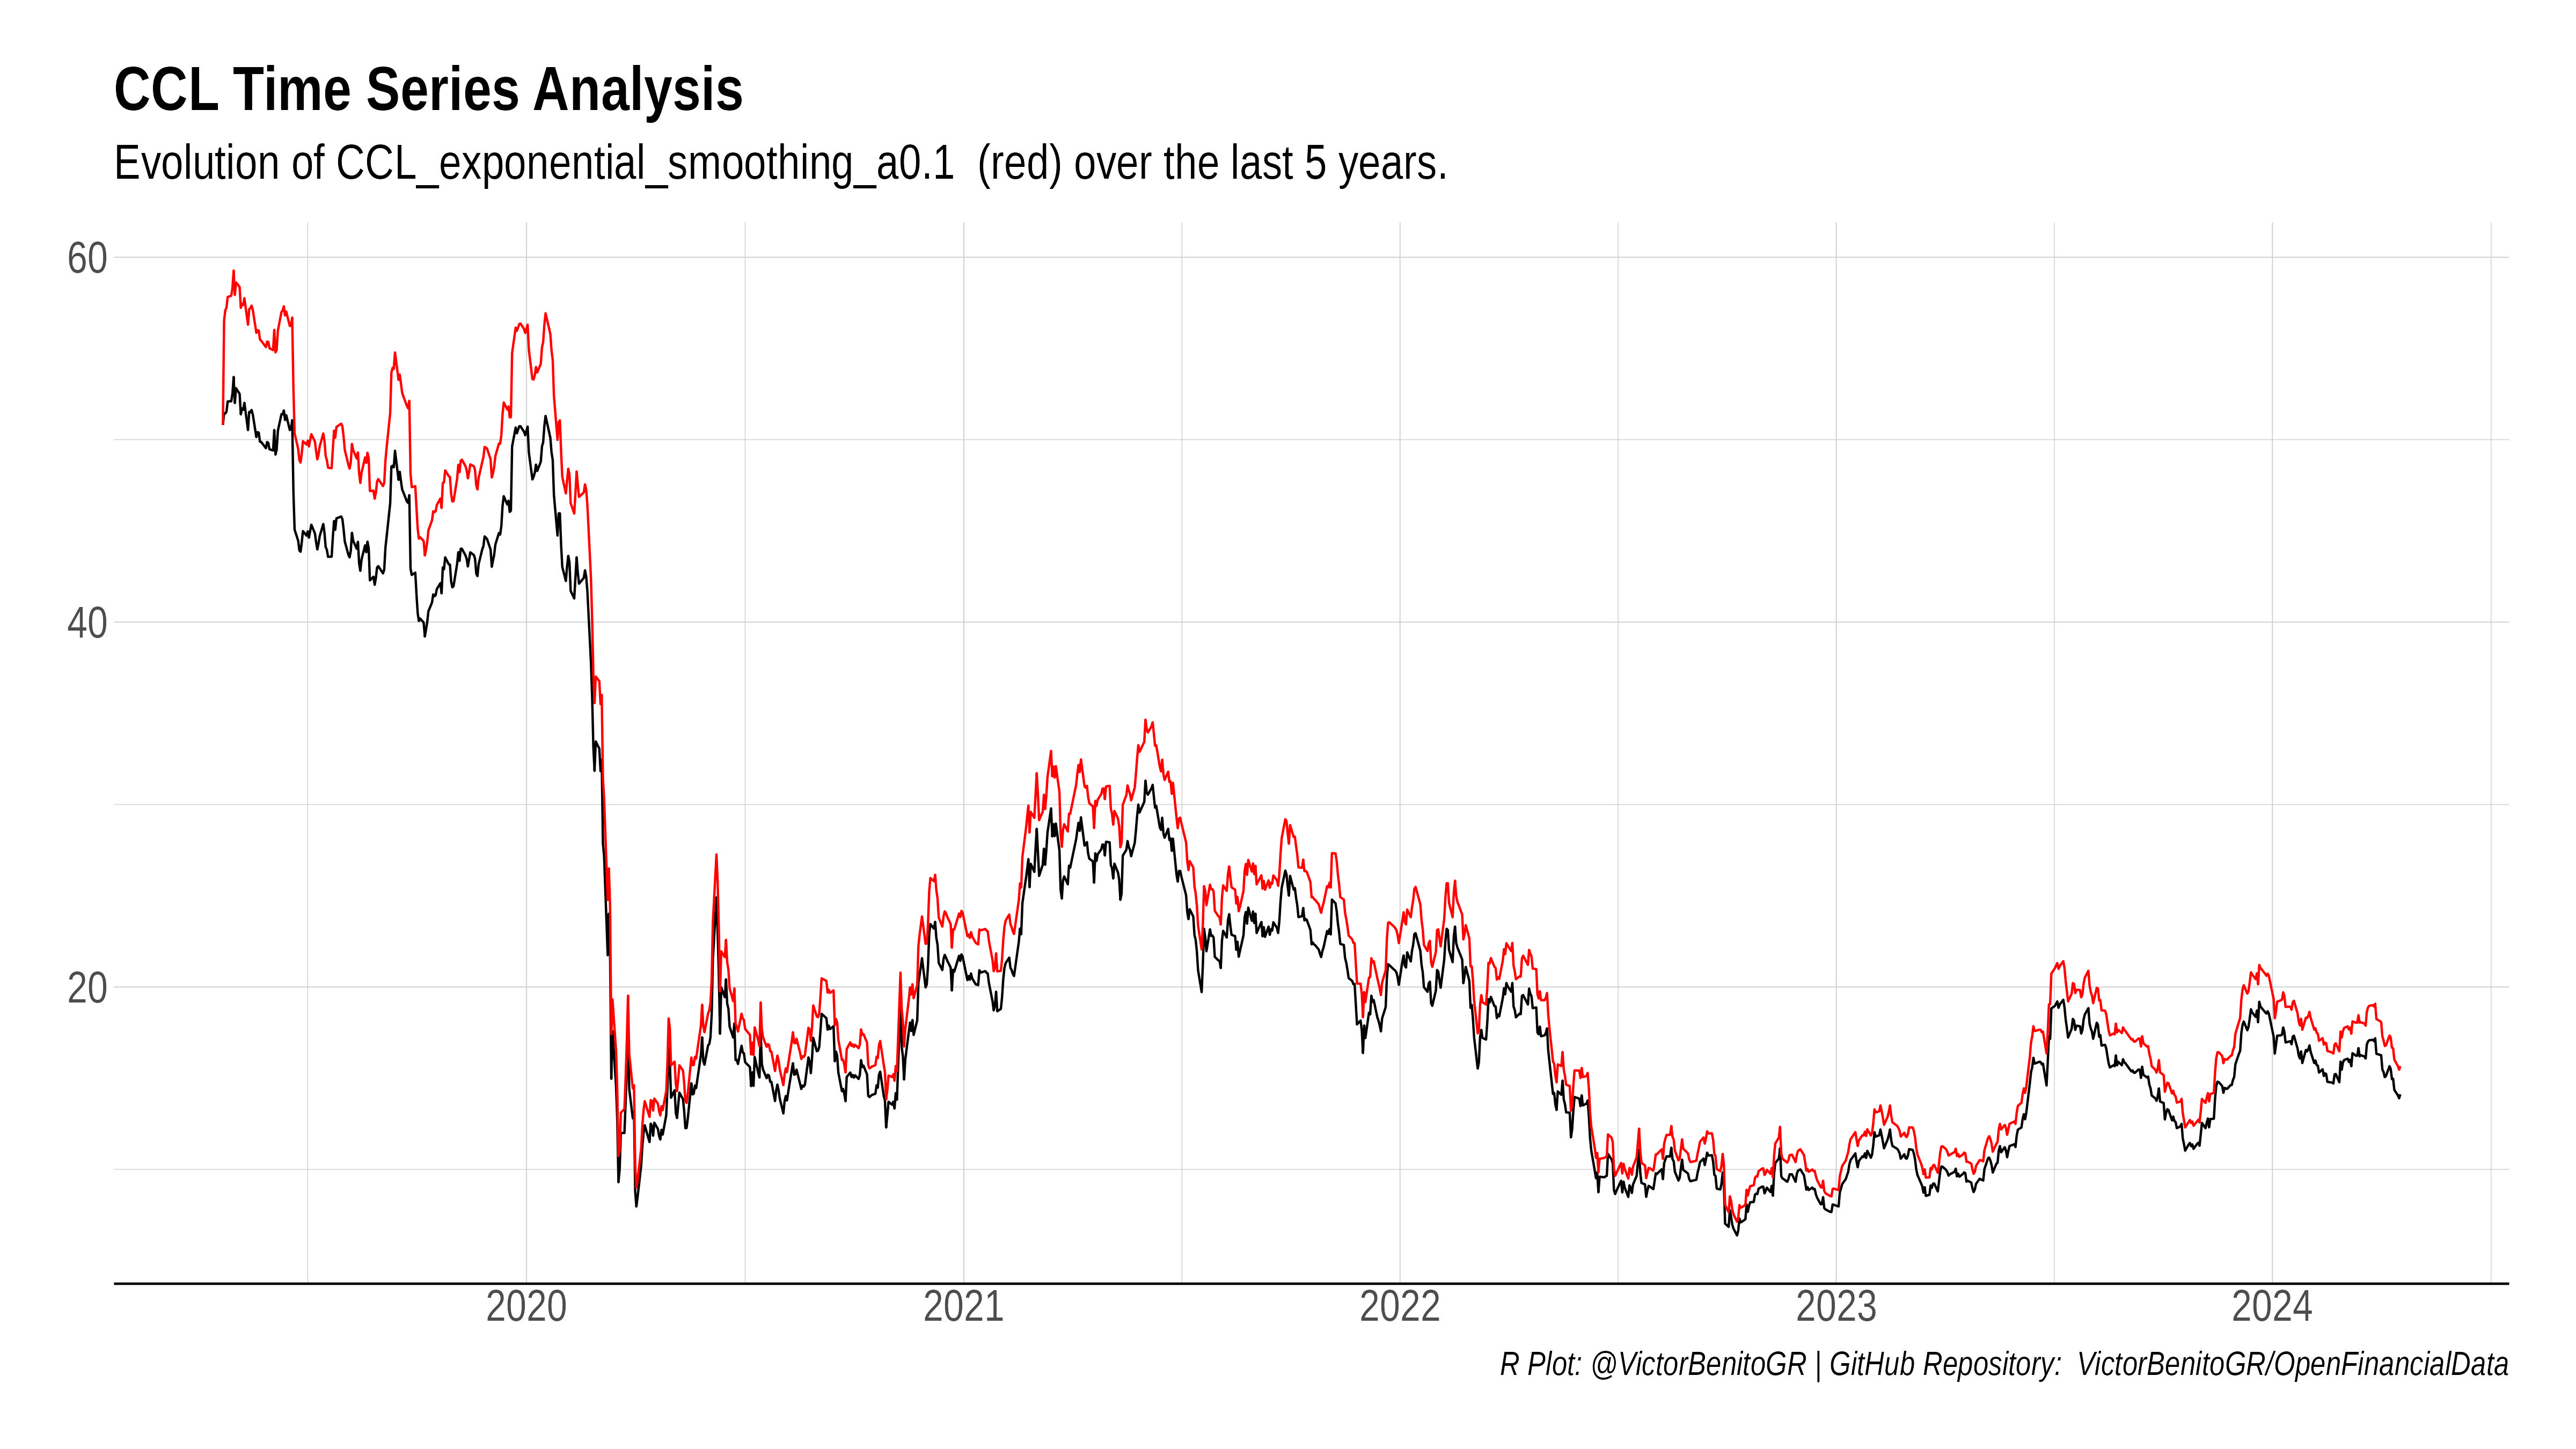 CCL Time Series Analysis
Evolution of CCL_exponential_smoothing_a0.1  (red) over the last 5 years.
60
40
20
2020 2021 2022 2023 2024
R Plot: @VictorBenitoGR | GitHub Repository:  VictorBenitoGR/OpenFinancialData